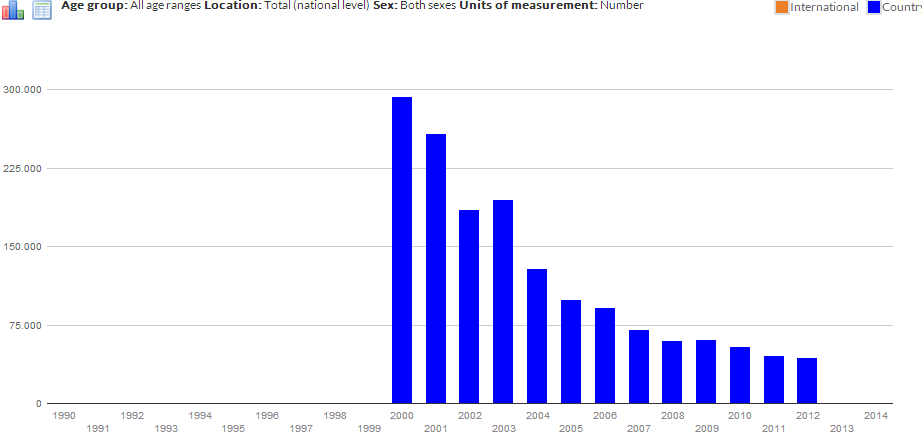 Age group: All age ranges Location: Total (national level) Sex: Both sexes Units of measurement: Number
International Country
300.000
225.000
150.000
75.000
0
1990 1992 1994 1996 1998 2000 2002 2004 2006 2008 2010 2012 2014
1991 1993 1995 1997 1999 2001 2003 2005 2007 2009 2011 2013